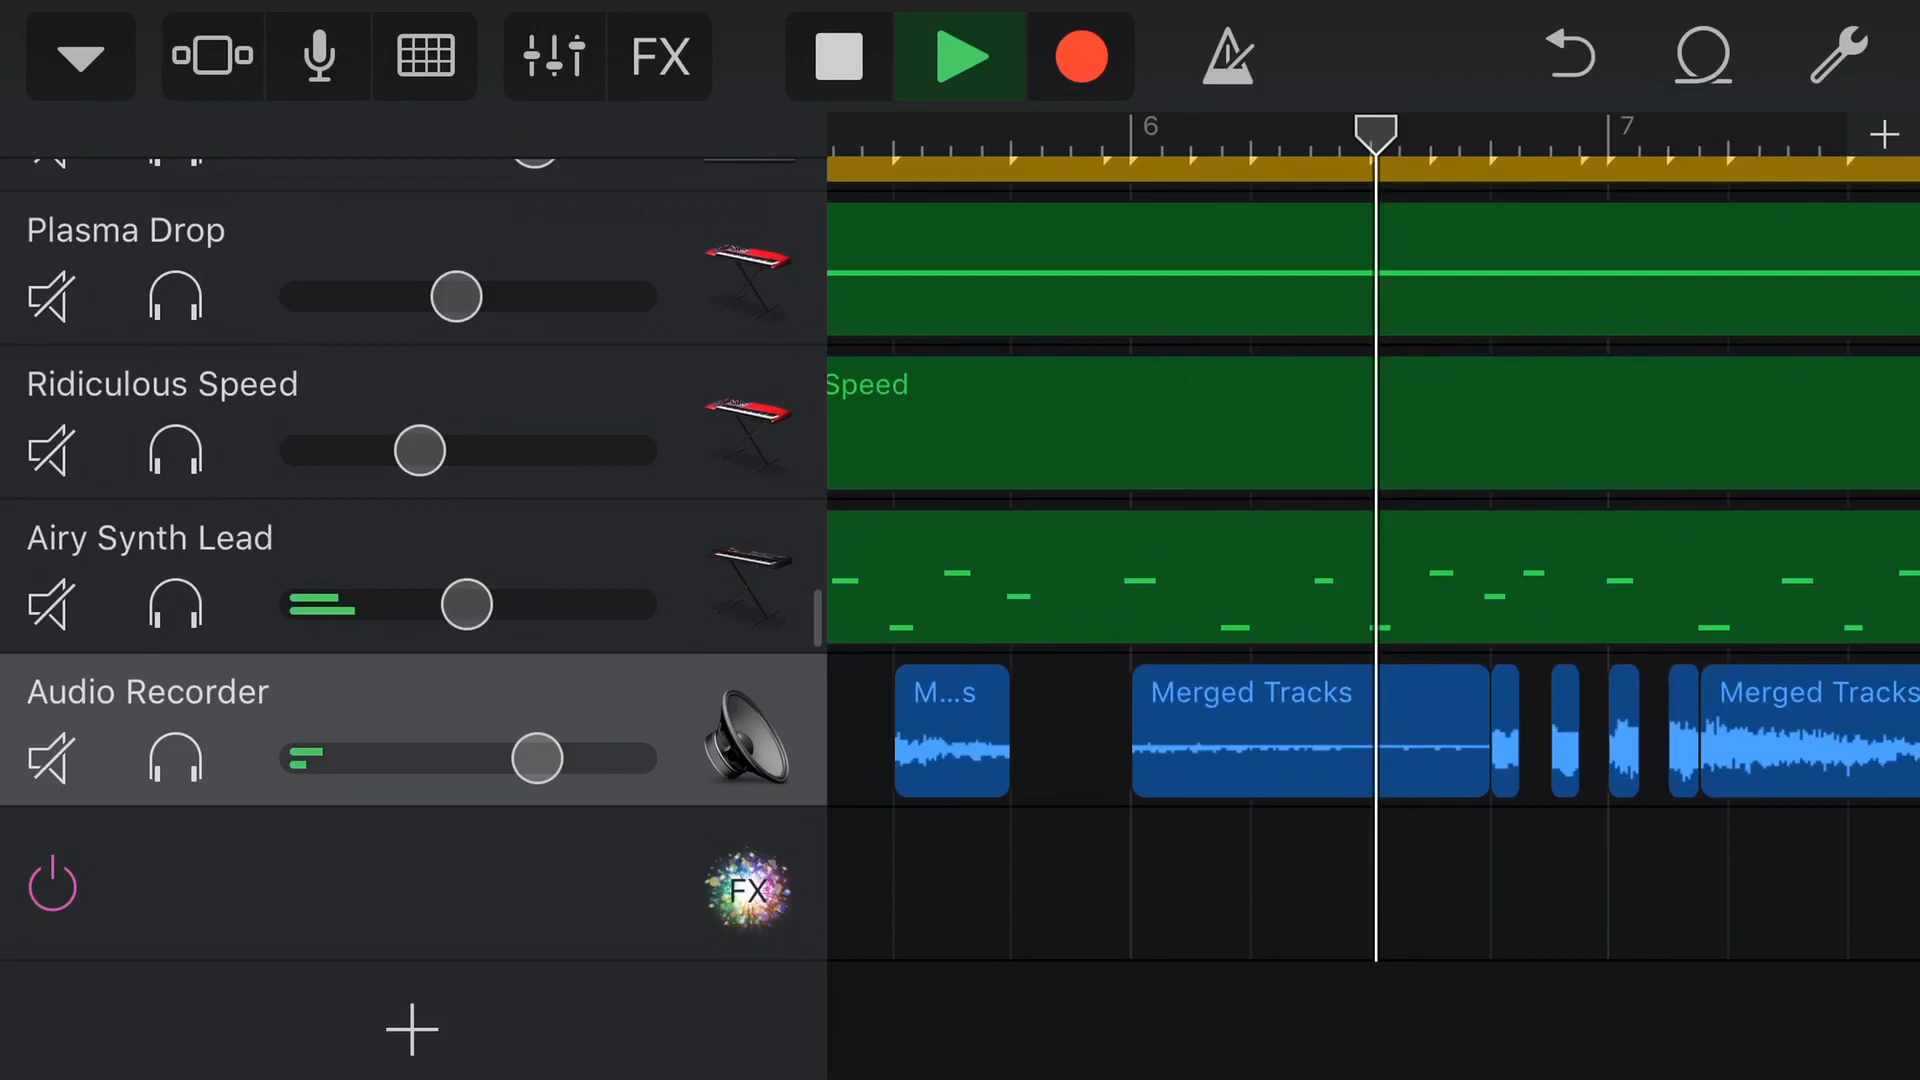 FX
6
7
Plasma Drop
Ridiculous Speed
Speed
Airy Synth Lead
Audio Recorder
M...s
Merged Tracks
Merged Tracks
FX